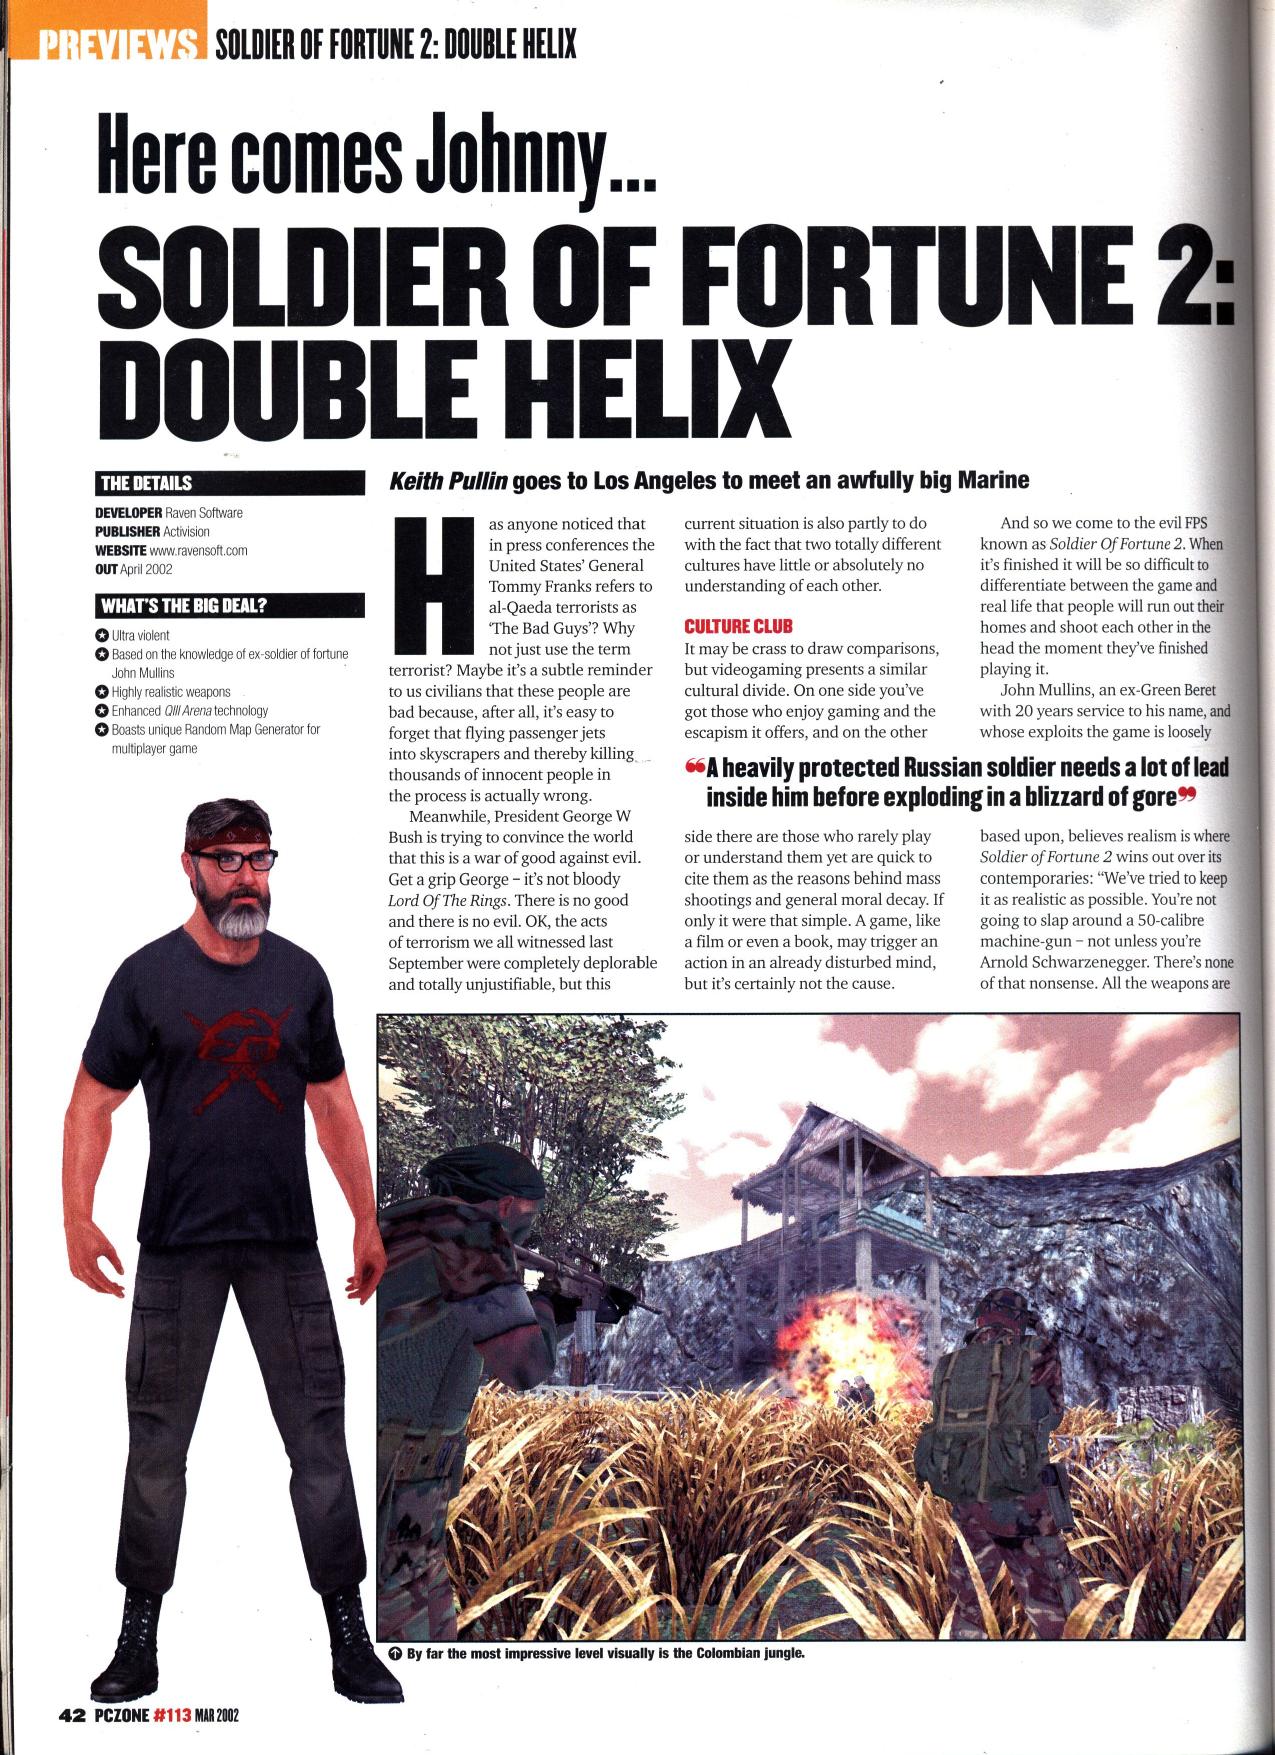 PREVIEWS SOLDIER OF FORTUNE 2: DOUBLE HELIX
Here comes Johnny...
SOLDIER OF FORTUNE 2:
DOUBLE HELIX
THE DETAILS
DEVELOPER Raven Software
PUBLISHER Activision
WEBSITE www.ravensoft.com
OUT April 2002
WHAT'S THE BIG DEAL?
Ultra violent
Based on the knowledge of ex-soldier of fortune
John Mullins
Highly realistic weapons
Enhanced QIII Arena technology
Boasts unique Random Map Generator for
multiplayer game
Keith Pullin goes to Los Angeles to meet an awfully big Marine
Has anyone noticed that
in press conferences the
United States' General
Tommy Franks refers to
al-Qaeda terrorists as
'The Bad Guys'? Why
not just use the term
terrorist? Maybe it's a subtle reminder
to us civilians that these people are
bad because, after all, it's easy to
forget that flying passenger jets
into skyscrapers and thereby killing
thousands of innocent people in
the process is actually wrong.
Meanwhile, President George W
Bush is trying to convince the world
that this is a war of good against evil.
Get a grip George – it's not bloody
Lord Of The Rings. There is no good
and there is no evil. OK, the acts
of terrorism we all witnessed last
September were completely deplorable
and totally unjustifiable, but this
current situation is also partly to do
with the fact that two totally different
cultures have little or absolutely no
understanding of each other.
CULTURE CLUB
It may be crass to draw comparisons,
but videogaming presents a similar
cultural divide. On one side you've
got those who enjoy gaming and the
escapism it offers, and on the other
side there are those who rarely play
or understand them yet are quick to
cite them as the reasons behind mass
shootings and general moral decay. If
only it were that simple. A game, like
a film or even a book, may trigger an
action in an already disturbed mind,
but it's certainly not the cause.
And so we come to the evil FPS
known as Soldier Of Fortune 2. When
it's finished it will be so difficult to
differentiate between the game and
real life that people will run out their
homes and shoot each other in the
head the moment they've finished
playing it.
John Mullins, an ex-Green Beret
with 20 years service to his name, and
whose exploits the game is loosely
based upon, believes realism is where
Soldier of Fortune 2 wins out over its
contemporaries: "We've tried to keep
it as realistic as possible. You're not
going to slap around a 50-calibre
machine-gun – not unless you're
Arnold Schwarzenegger. There's none
of that nonsense. All the weapons are
"A heavily protected Russian soldier needs a lot of lead
inside him before exploding in a blizzard of gore"
By far the most impressive level visually is the Colombian jungle.
42 PCZONE #113 MAR 2002